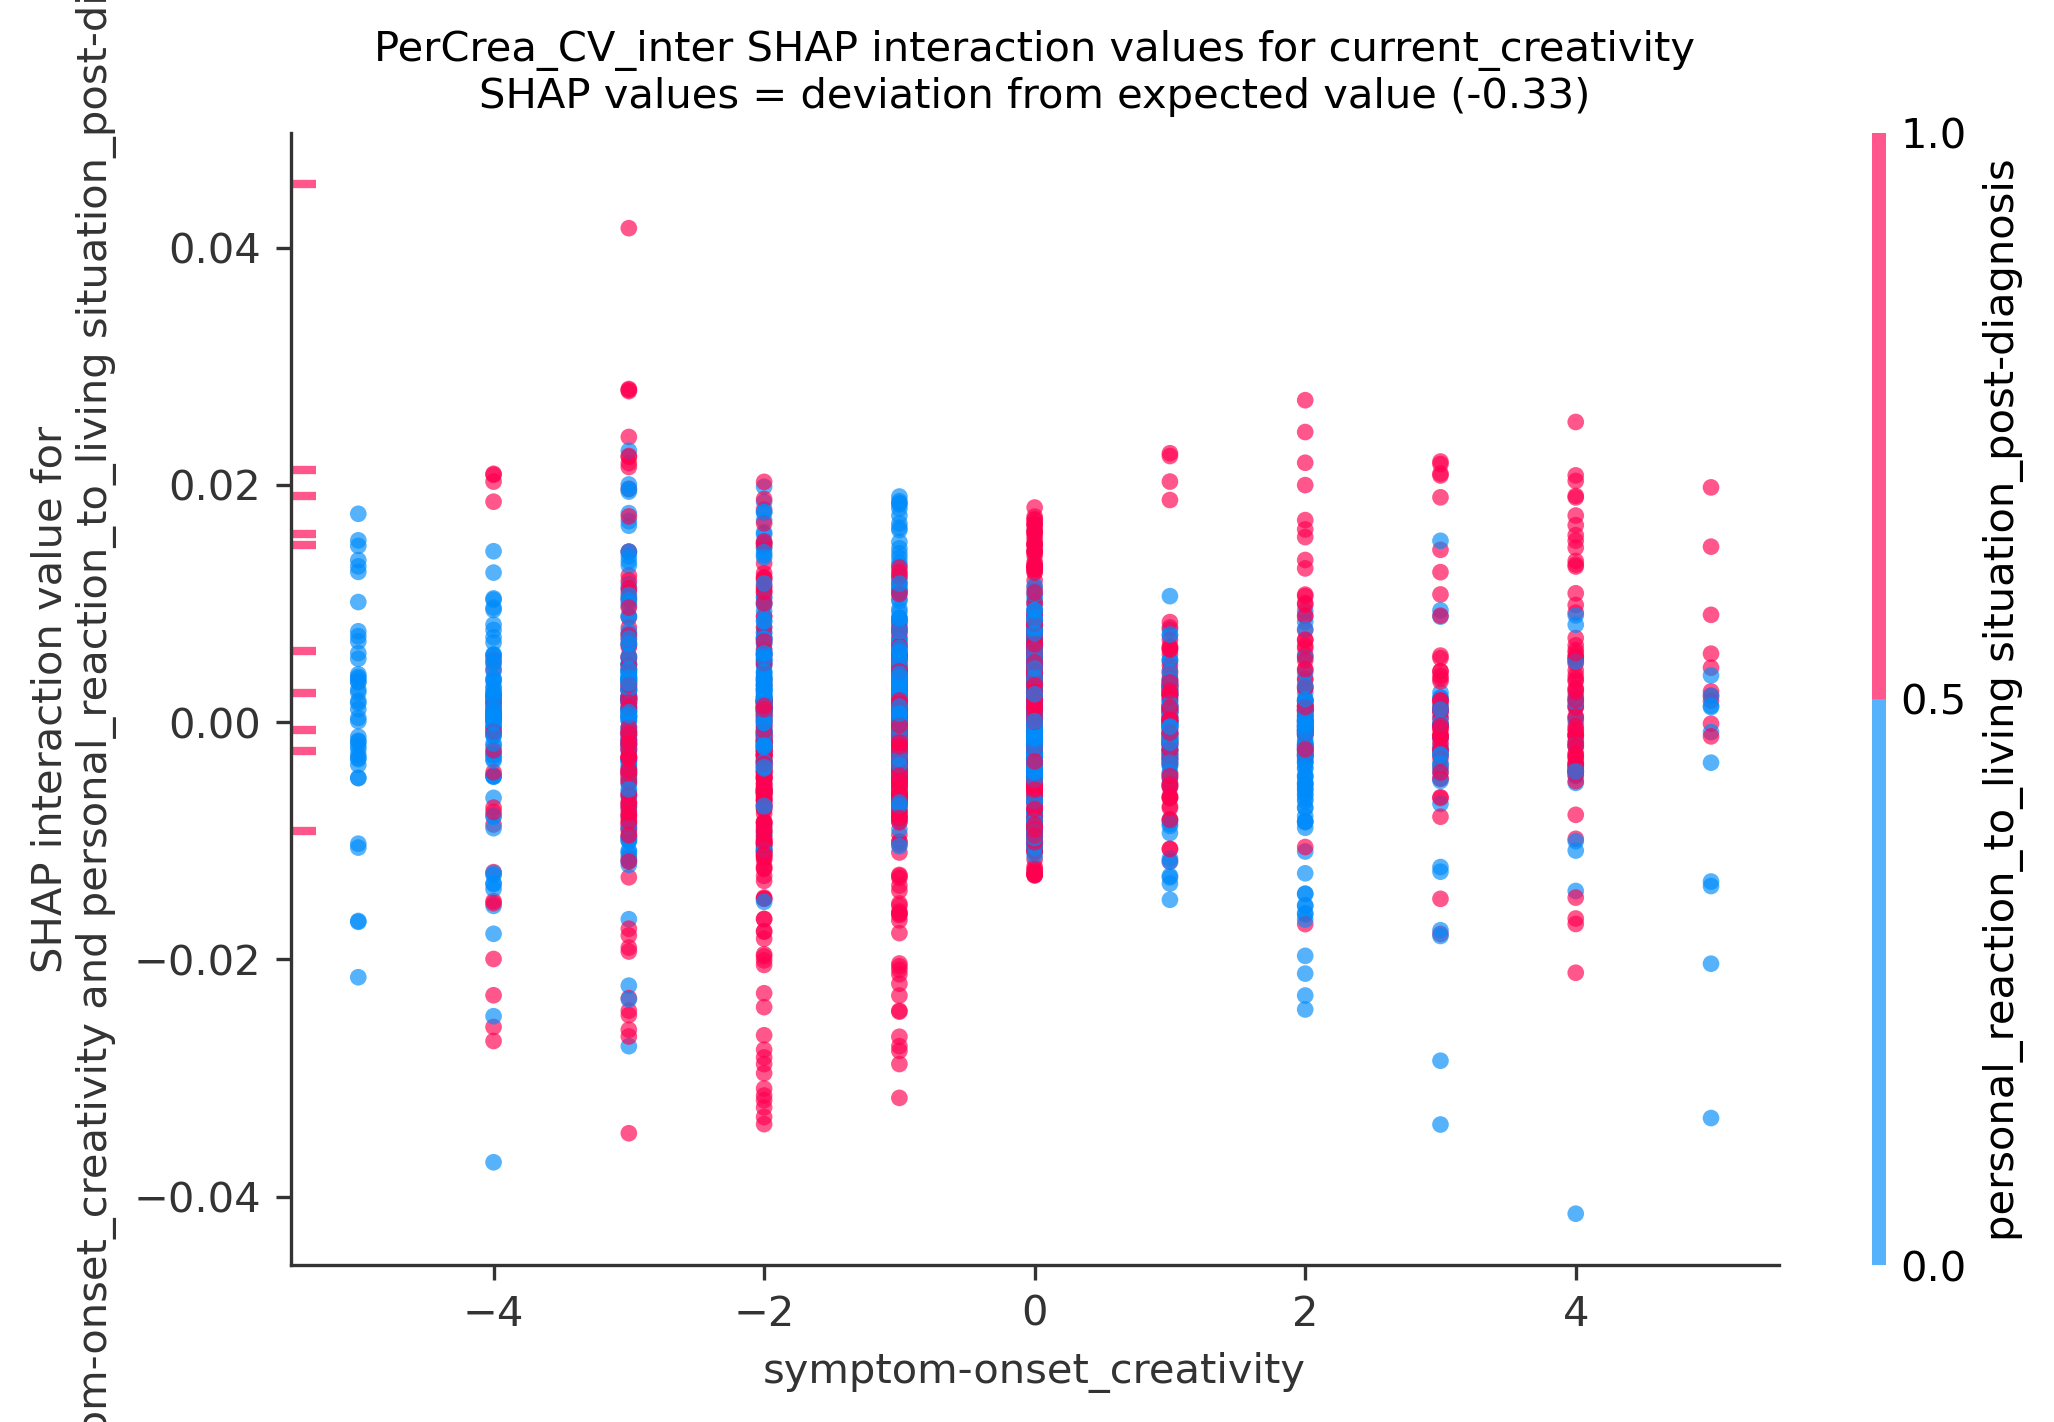 PerCrea_CV_inter SHAP interaction values for current_creativity
SHAP values = deviation from expected value (-0.33)
SHAP interaction value for
om-onset_creativity and personal_reaction_to_living situation_post-di
0.04
0.02
0.00
−0.02
−0.04
−4
−2
0
2
4
symptom-onset_creativity
1.0
0.5
0.0
personal_reaction_to_living situation_post-diagnosis